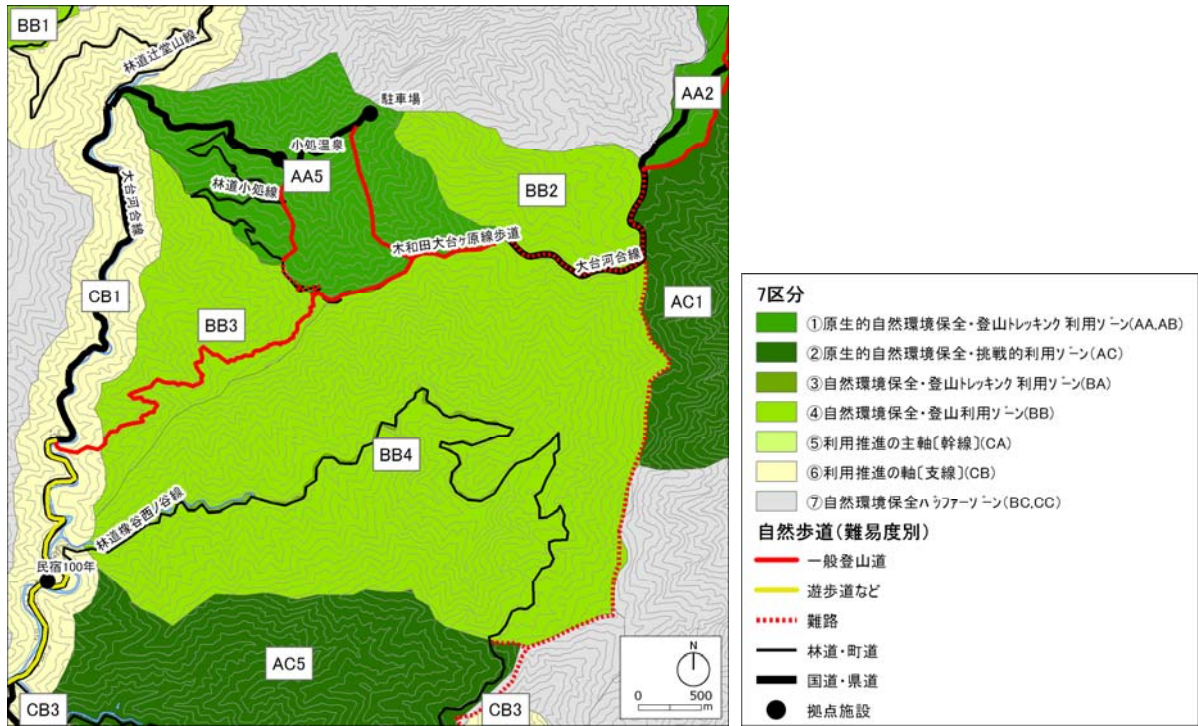 BB1
林道辻堂山線
駐車場
AA2
小処温泉
AA5
林道小処線
BB2
大台河合線
木和田大台ヶ原線歩道
大台河合線
CB1
AC1
BB3
BB4
林道橡谷西ノ谷線
民宿100年
AC5
CB3
CB3
N
0 500
m
7区分
①原生的自然環境保全・登山トレッキング利用ゾーン(AA,AB)
②原生的自然環境保全・挑戦的利用ゾーン(AC)
③自然環境保全・登山トレッキング利用ゾーン(BA)
④自然環境保全・登山利用ゾーン(BB)
⑤利用推進の主軸〔幹線〕(CA)
⑥利用推進の軸〔支線〕(CB)
⑦自然環境保全バッファーゾーン(BC,CC)
自然歩道(難易度別)
一般登山道
遊歩道など
難路
林道・町道
国道・県道
拠点施設